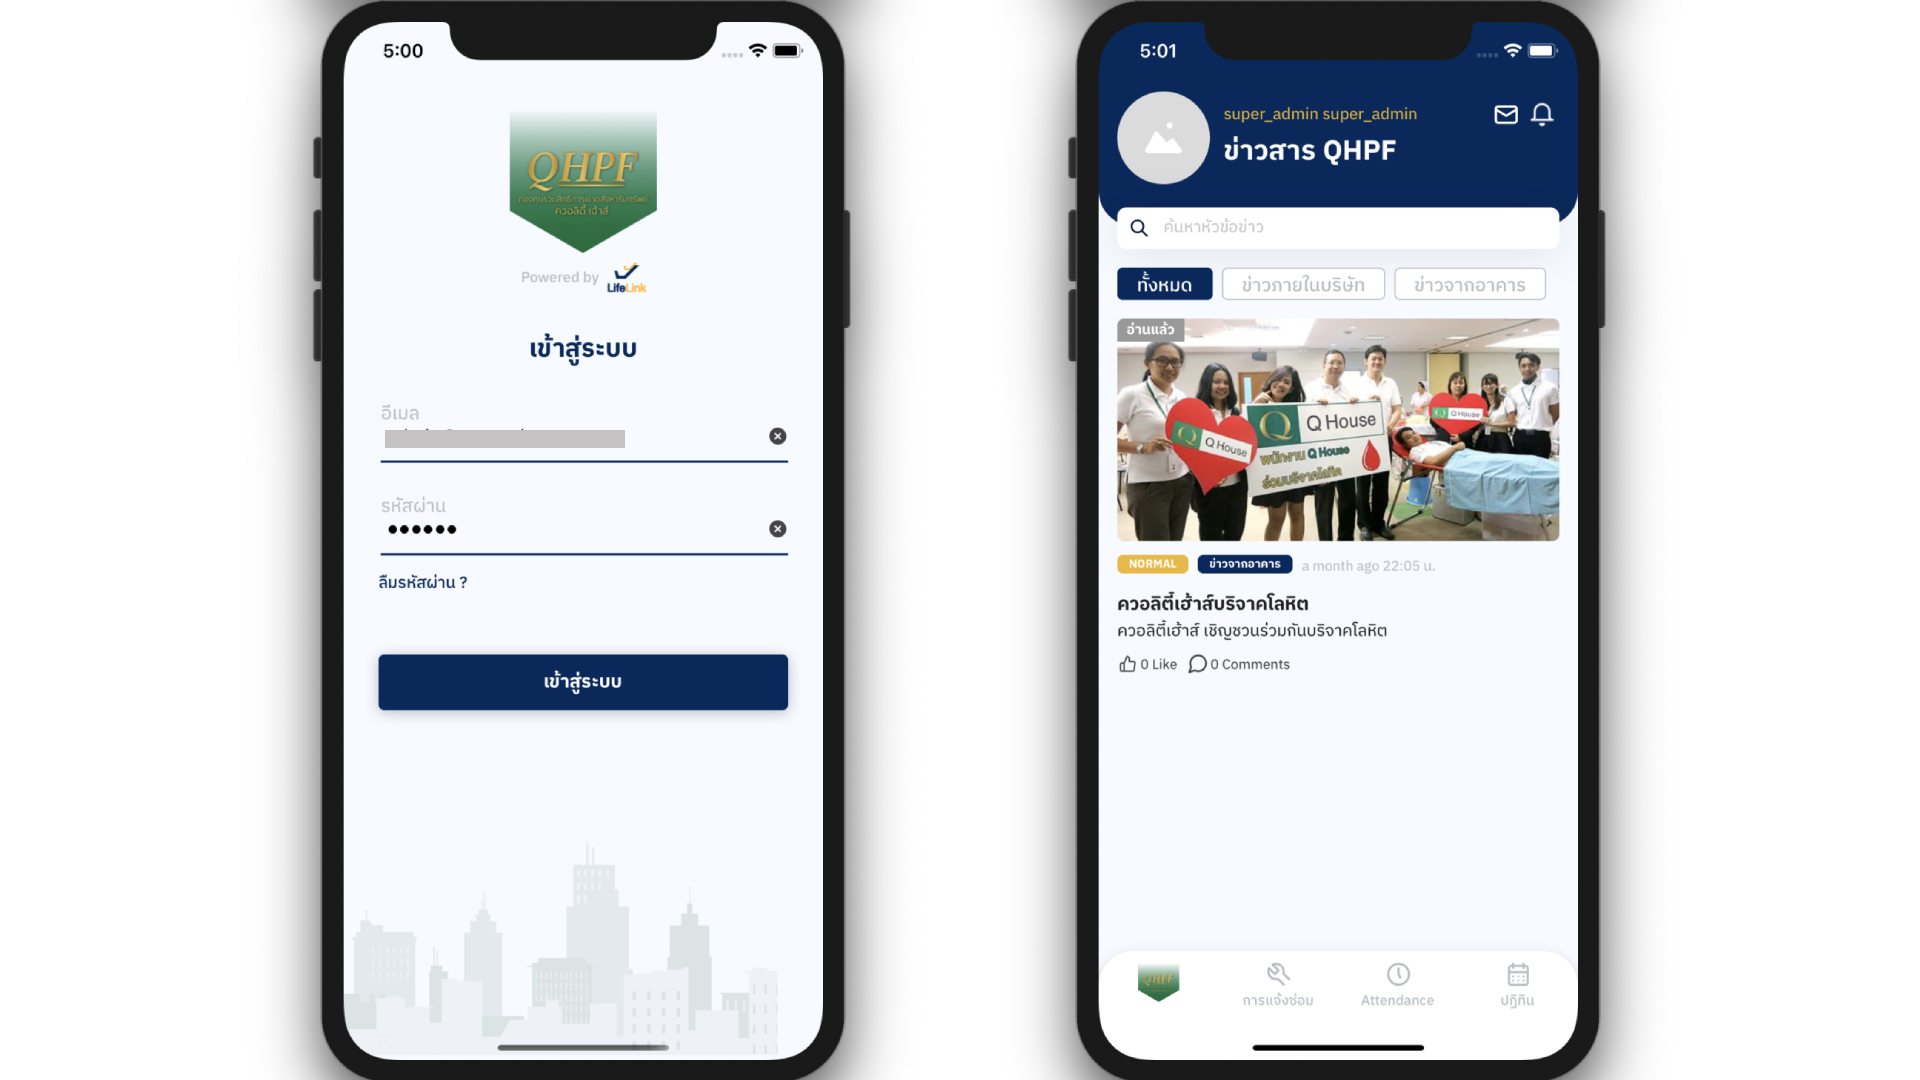 5:00
QHPF
กองทุนรวมสิทธิการเช่าอสังหาริมทรัพย์
ควอลิตี้ เฮ้าส์
Powered by LifeLink
เข้าสู่ระบบ
อีเมล
รหัสผ่าน
ลืมรหัสผ่าน ?
เข้าสู่ระบบ
5:01
super_admin super_admin
ข่าวสาร QHPF
ค้นหาหัวข้อข่าว
ทั้งหมด ข่าวภายในบริษัท ข่าวจากอาคาร
อ่านแล้ว
Q Q House
Q Q House
Q House
พนักงาน Q House
ร่วมบริจาคโลหิต
NORMAL ข่าวจากอาคาร a month ago 22:05 น.
ควอลิตี้เฮ้าส์บริจาคโลหิต
ควอลิตี้เฮ้าส์ เชิญชวนร่วมกันบริจาคโลหิต
0 Like 0 Comments
QHPF
การแจ้งซ่อม Attendance ปฏิทิน